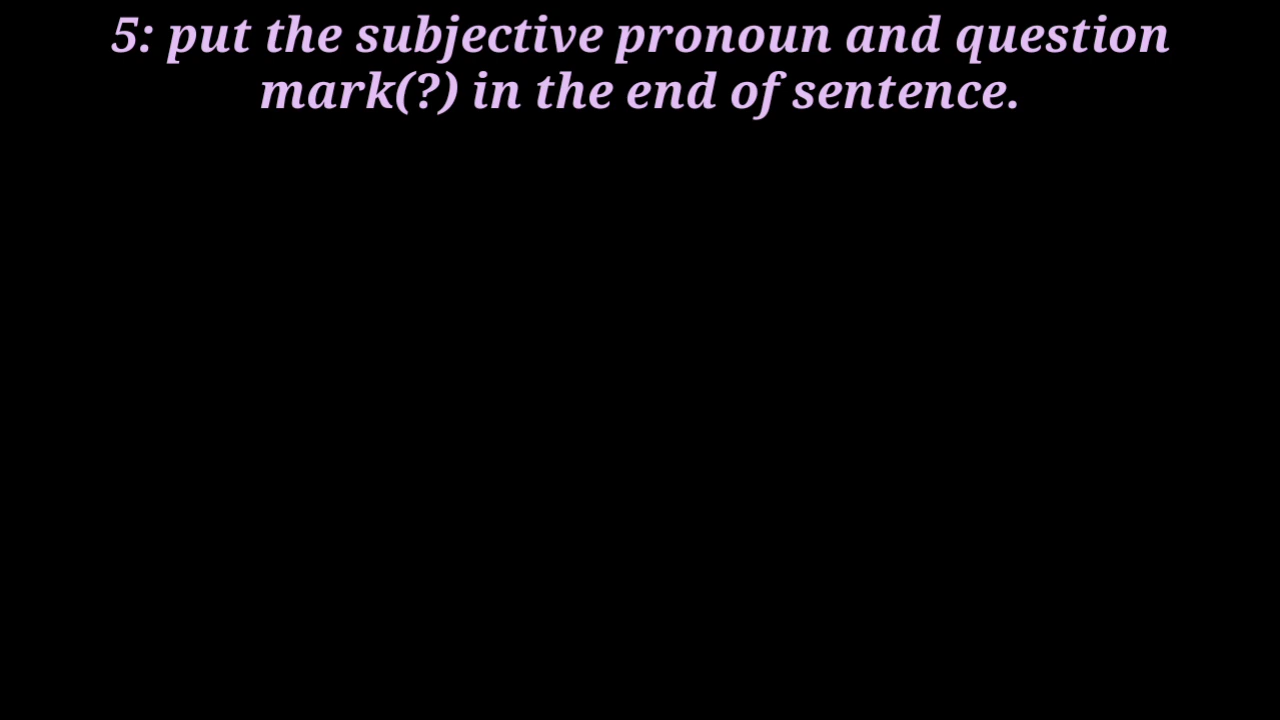 5: put the subjective pronoun and question
mark(?) in the end of sentence.